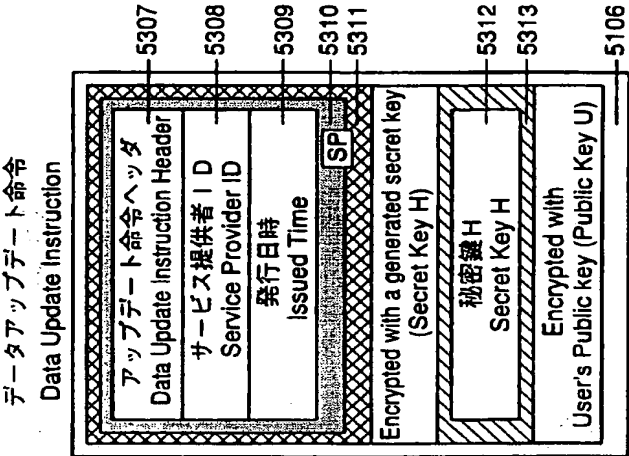 データアップデート命令
Data Update Instruction
アップデート命令ヘッダ
Data Update Instruction Header
サービス提供者ID
Service Provider ID
発行日時
Issued Time
SP
Encrypted with a generated secret key
(Secret Key H)
秘密鍵H
Secret Key H
Encrypted with
User's Public key (Public Key U)
5307
5308
5309
5310
5311
5312
5313
5106